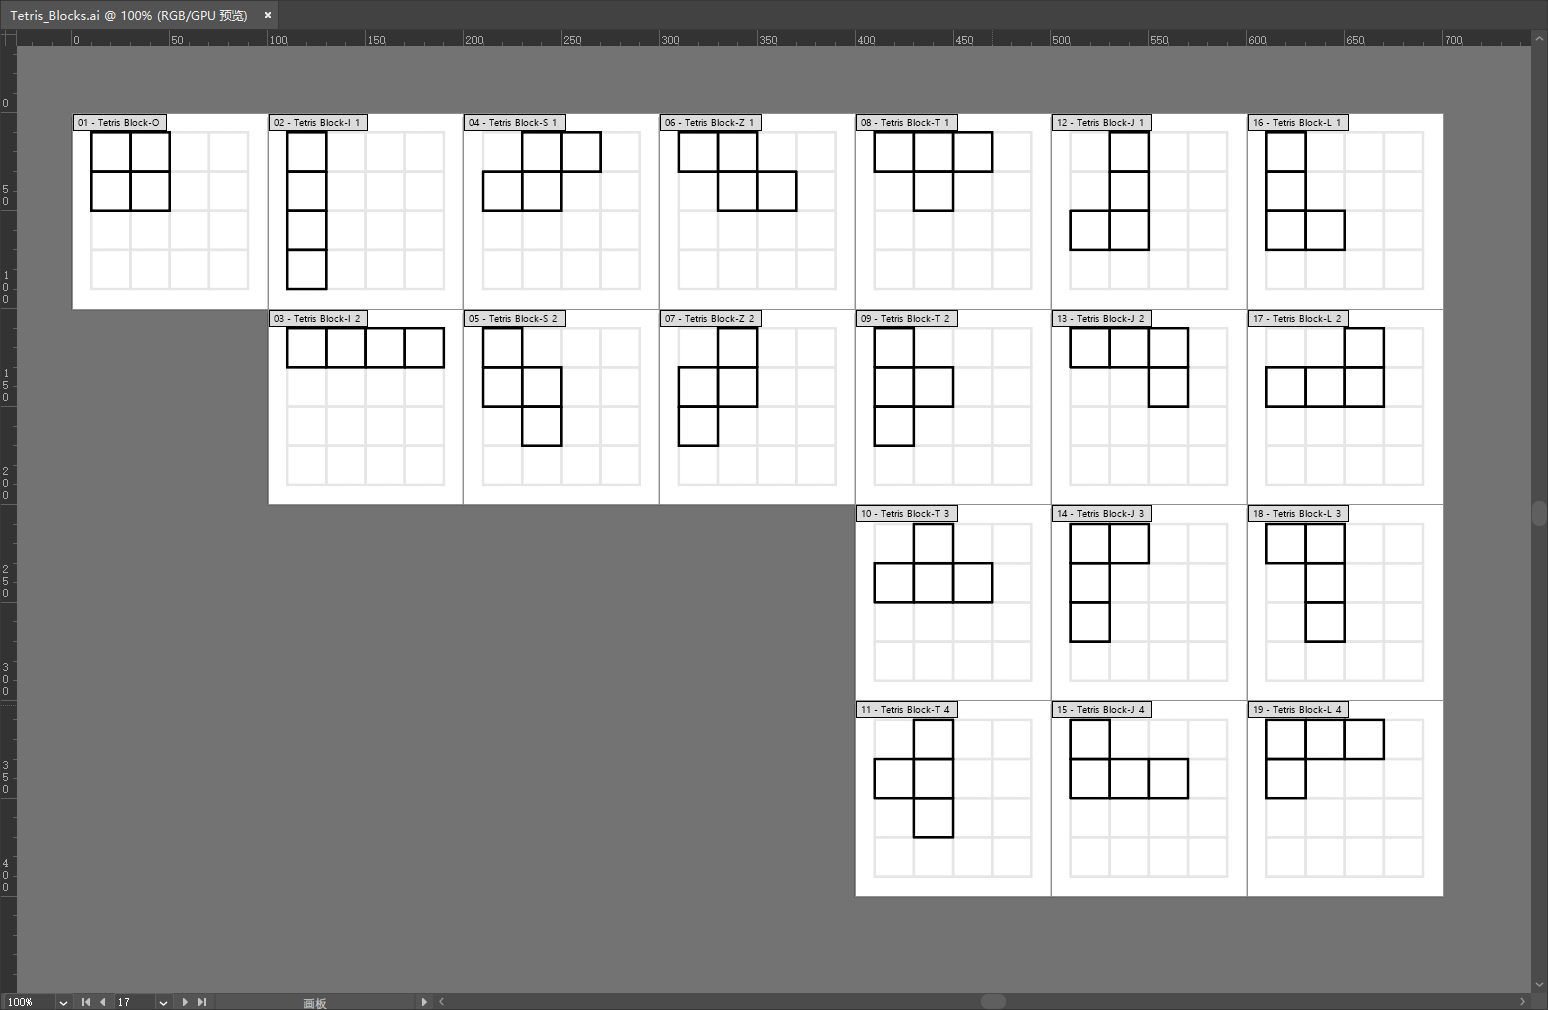 Tetris_Blocks.ai @ 100% (RGB/GPU 预览) ×
0 50 100 150 200 250 300 350 400 450 500 550 600 650 700
0
50
100
150
200
250
300
350
400
01 - Tetris Block-O
02 - Tetris Block-I 1
04 - Tetris Block-S 1
06 - Tetris Block-Z 1
08 - Tetris Block-T 1
12 - Tetris Block-J 1
16 - Tetris Block-L 1
03 - Tetris Block-I 2
05 - Tetris Block-S 2
07 - Tetris Block-Z 2
09 - Tetris Block-T 2
13 - Tetris Block-J 2
17 - Tetris Block-L 2
10 - Tetris Block-T 3
14 - Tetris Block-J 3
18 - Tetris Block-L 3
11 - Tetris Block-T 4
15 - Tetris Block-J 4
19 - Tetris Block-L 4
100% 17 画板